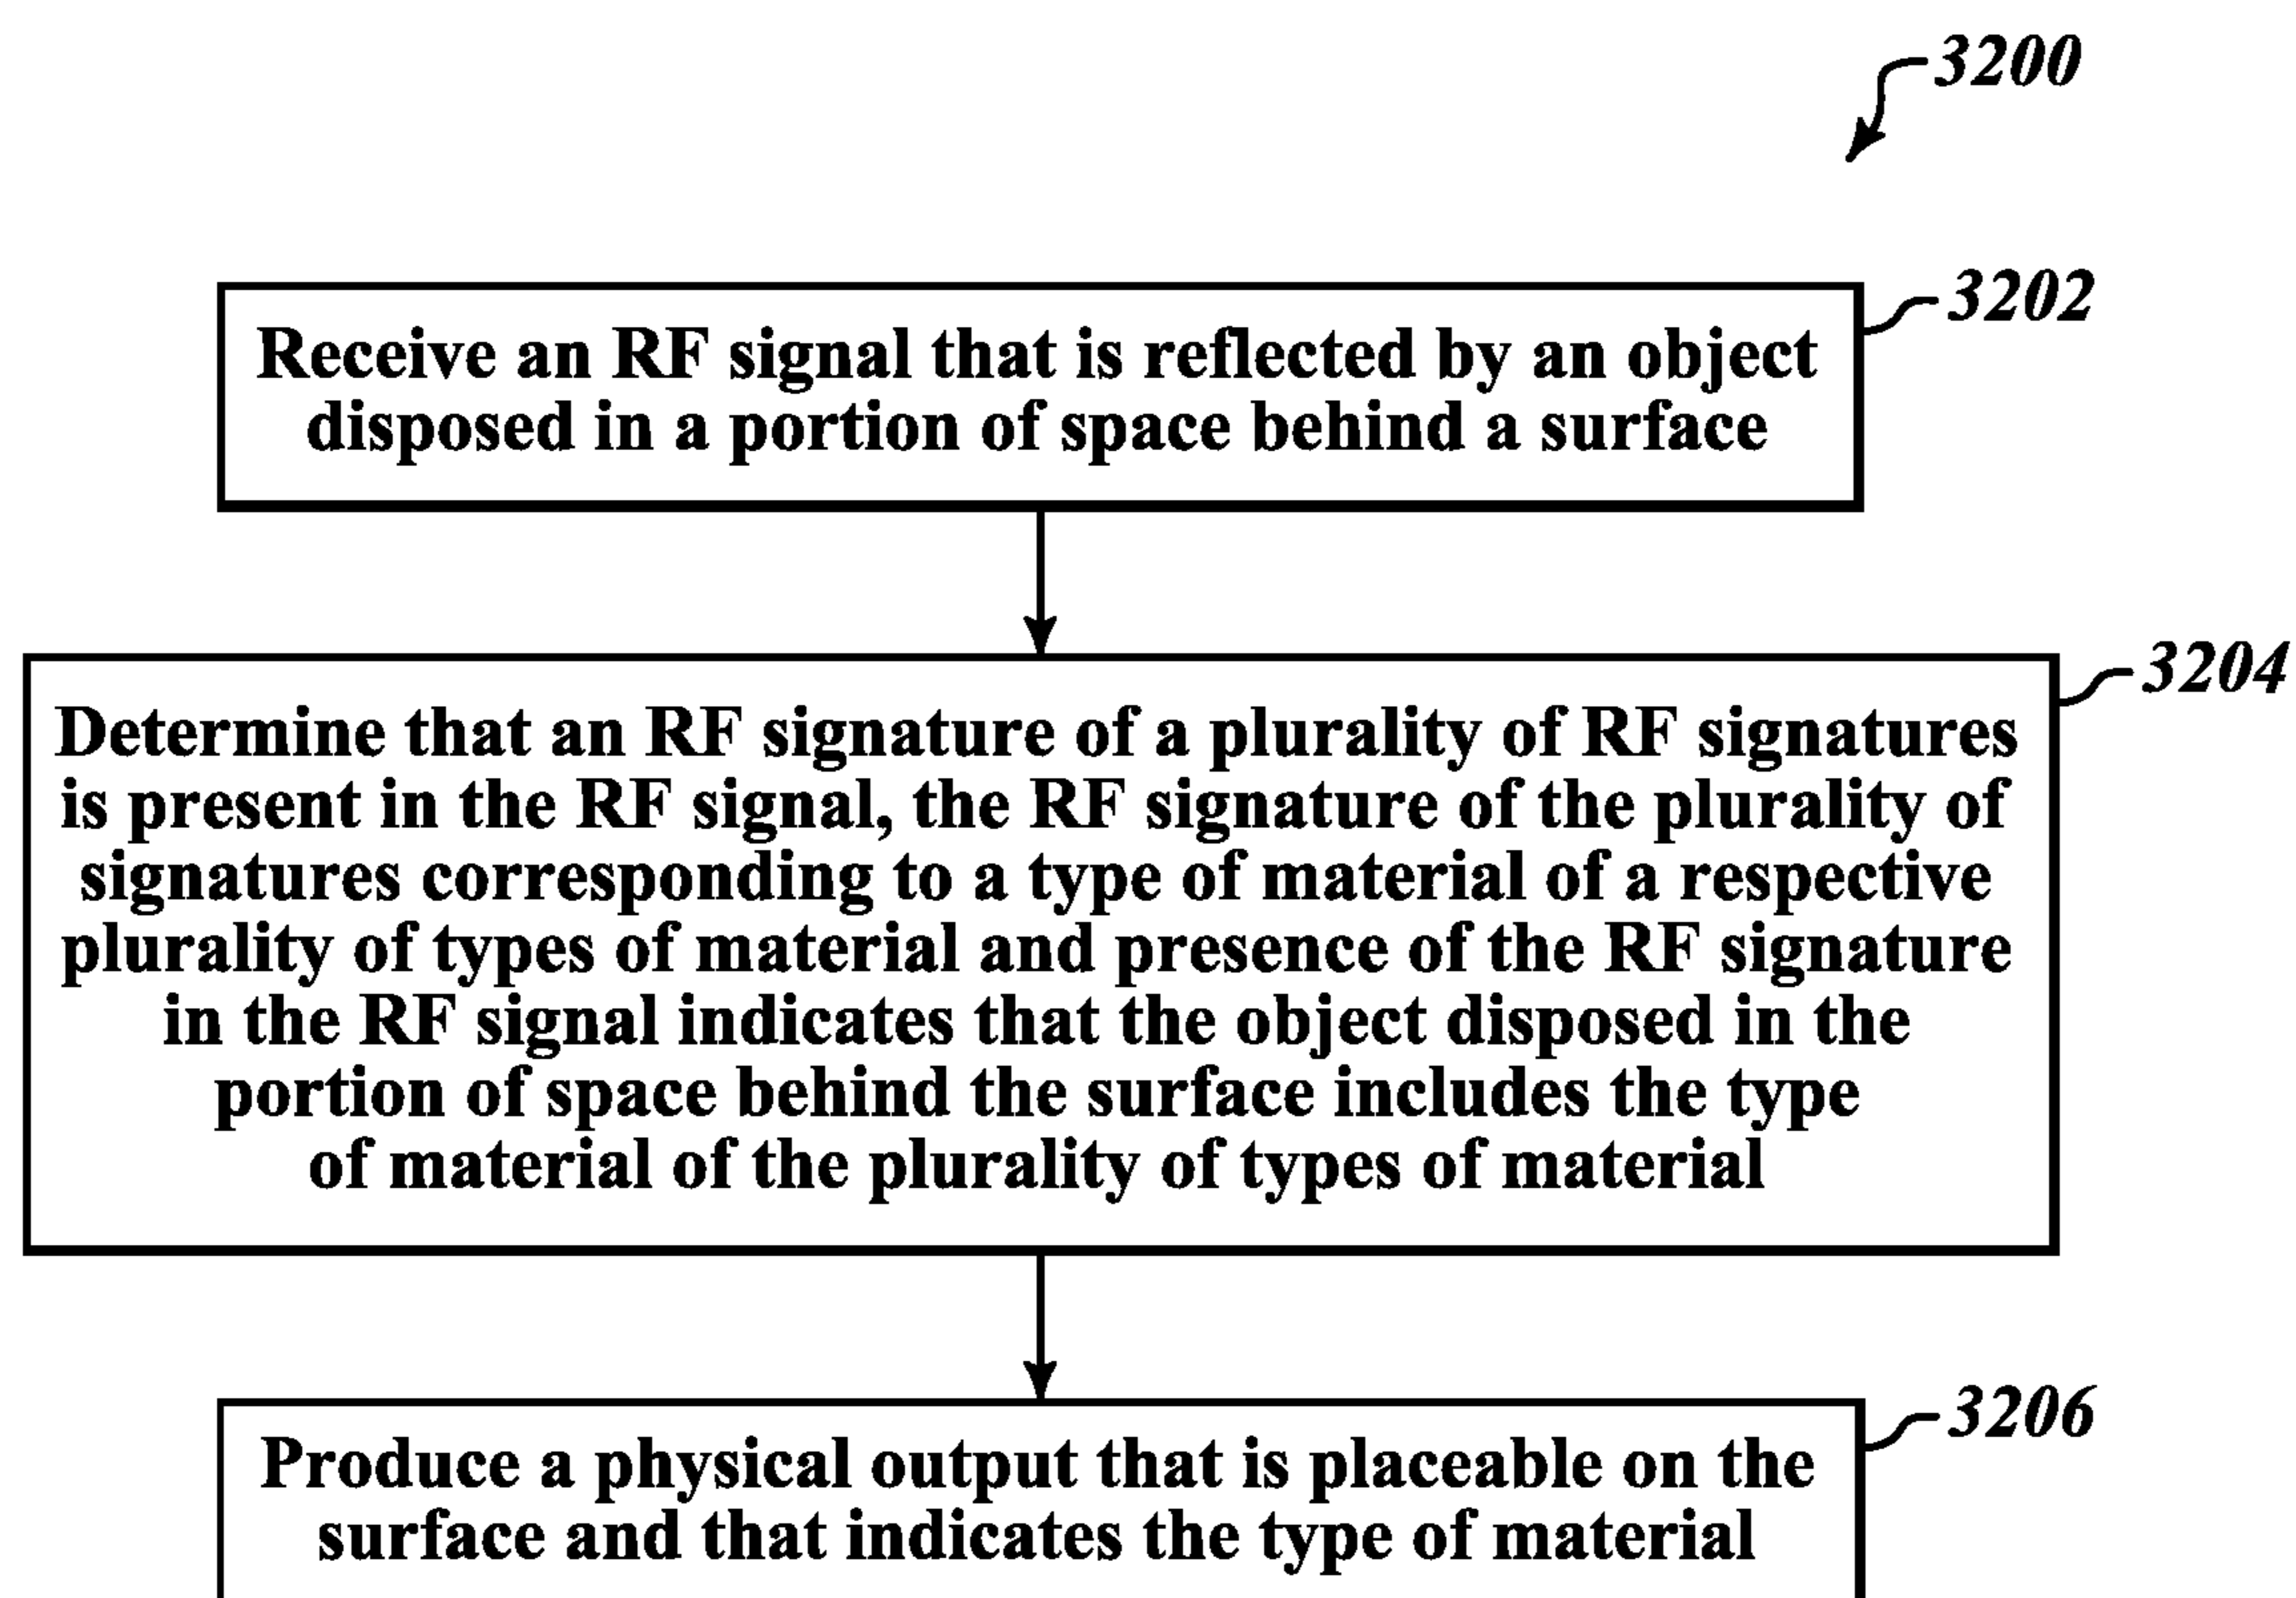 3200
3202
Receive an RF signal that is reflected by an object
disposed in a portion of space behind a surface
3204
Determine that an RF signature of a plurality of RF signatures
is present in the RF signal, the RF signature of the plurality of
signatures corresponding to a type of material of a respective
plurality of types of material and presence of the RF signature
in the RF signal indicates that the object disposed in the
portion of space behind the surface includes the type
of material of the plurality of types of material
3206
Produce a physical output that is placeable on the
surface and that indicates the type of material